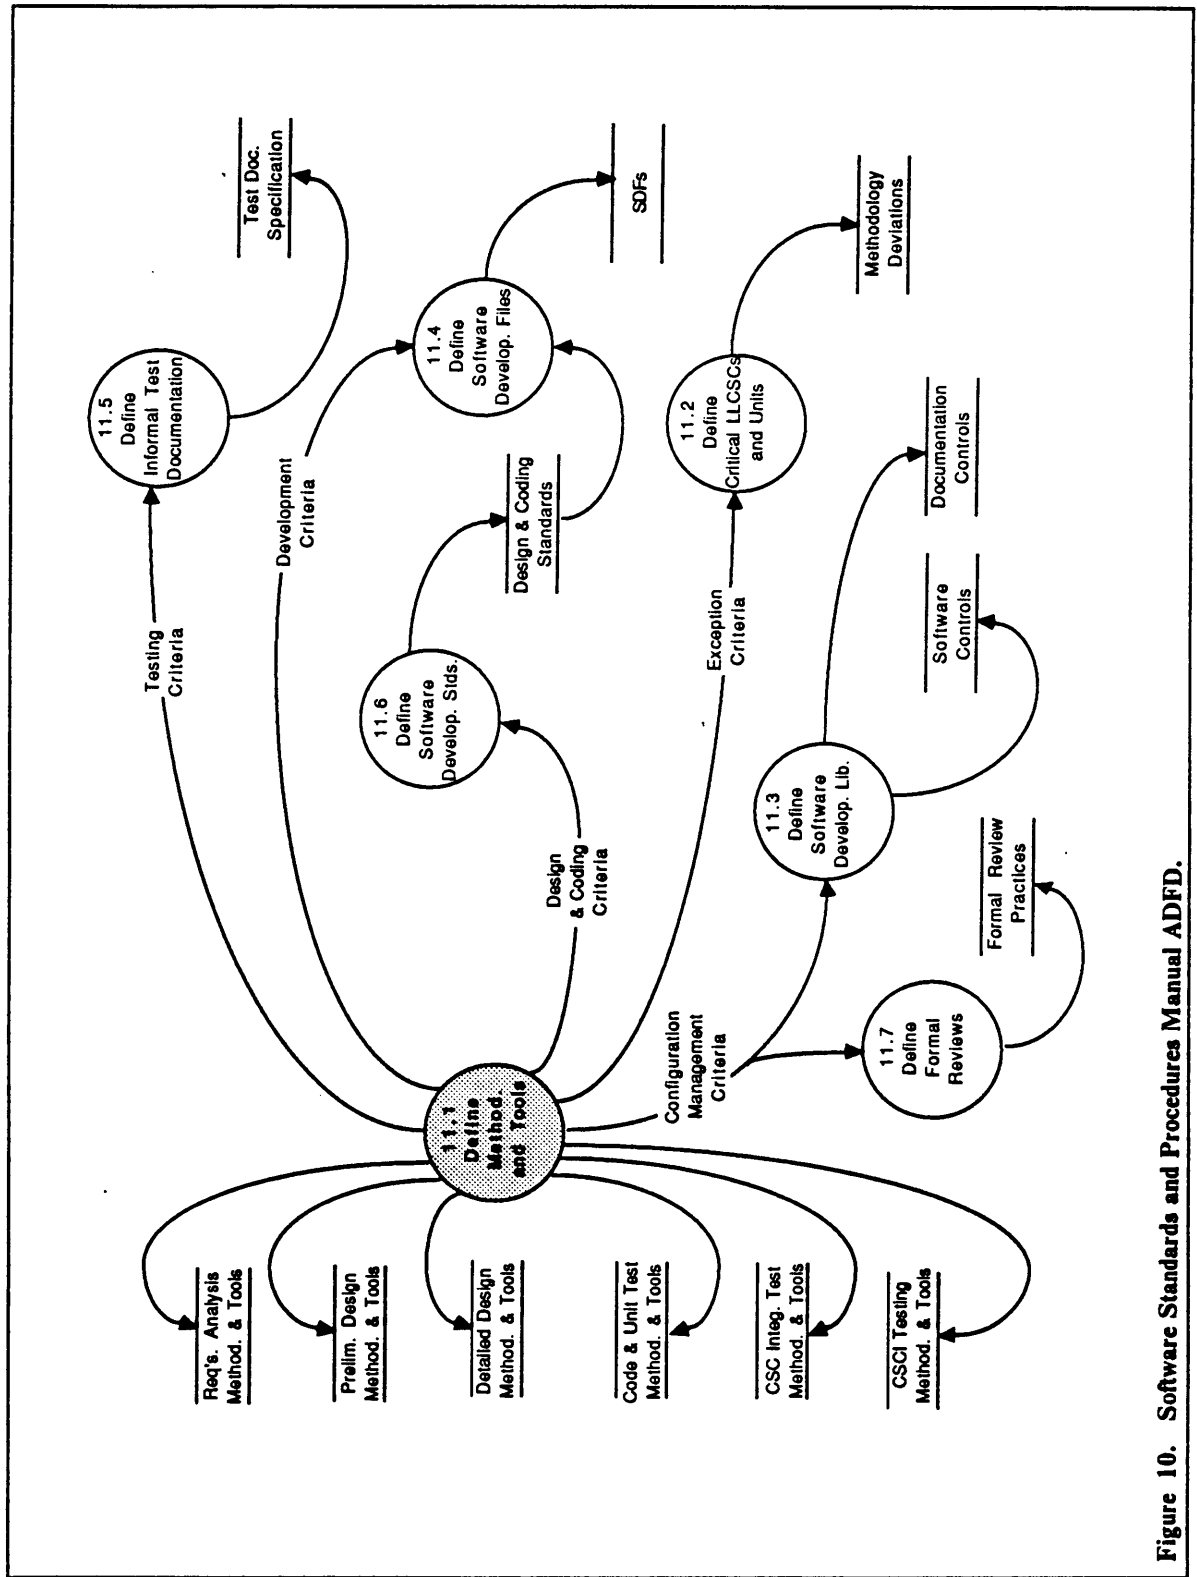 Req's. Analysis
Method. & Tools
Prelim. Design
Method. & Tools
Detailed Design
Method. & Tools
Code & Unit Test
Method. & Tools
CSC Integ. Test
Method. & Tools
CSCI Testing
Method. & Tools
11.1
Define
Method.
and Tools
Testing
Criteria
11.5
Define
Informal Test
Documentation
Test Doc.
Specification
Development
Criteria
11.4
Define
Software
Develop. Files
SDFs
Design
& Coding
Criteria
11.6
Define
Software
Develop. Stds.
Design & Coding
Standards
Exception
Criteria
11.2
Define
Critical LLCSCs
and Units
Methodology
Deviations
Configuration
Management
Criteria
11.3
Define
Software
Develop. Lib.
Documentation
Controls
Software
Controls
11.7
Define
Formal
Reviews
Formal Review
Practices
Figure 10. Software Standards and Procedures Manual ADFD.